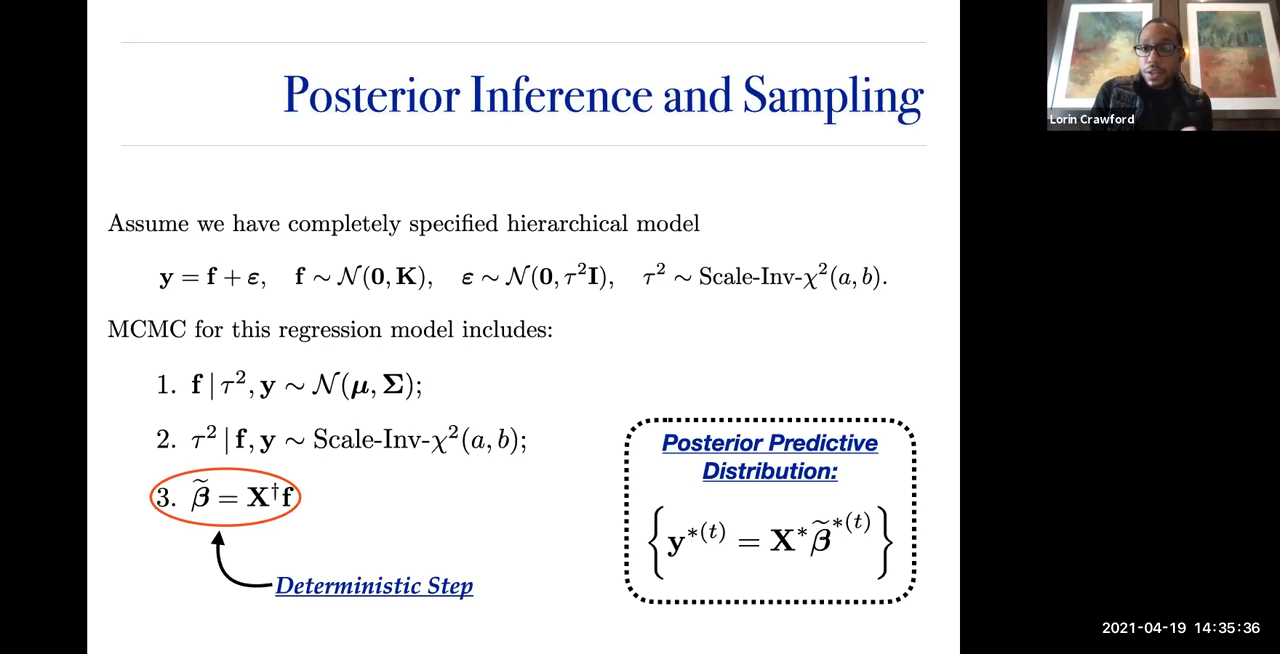 Posterior Inference and Sampling
Lorin Crawford
Assume we have completely specified hierarchical model
y = f + ε, f ∼ 𝒩(0, K), ε ∼ 𝒩(0, τ²I), τ² ∼ Scale-Inv-χ²(a, b).
MCMC for this regression model includes:
1. f | τ², y ∼ 𝒩(μ, Σ);
2. τ² | f, y ∼ Scale-Inv-χ²(a, b);
3. β̃ = X†f
Deterministic Step
Posterior Predictive
Distribution:
{y*⁽ᵗ⁾ = X*β̃*⁽ᵗ⁾}
2021-04-19 14:35:36